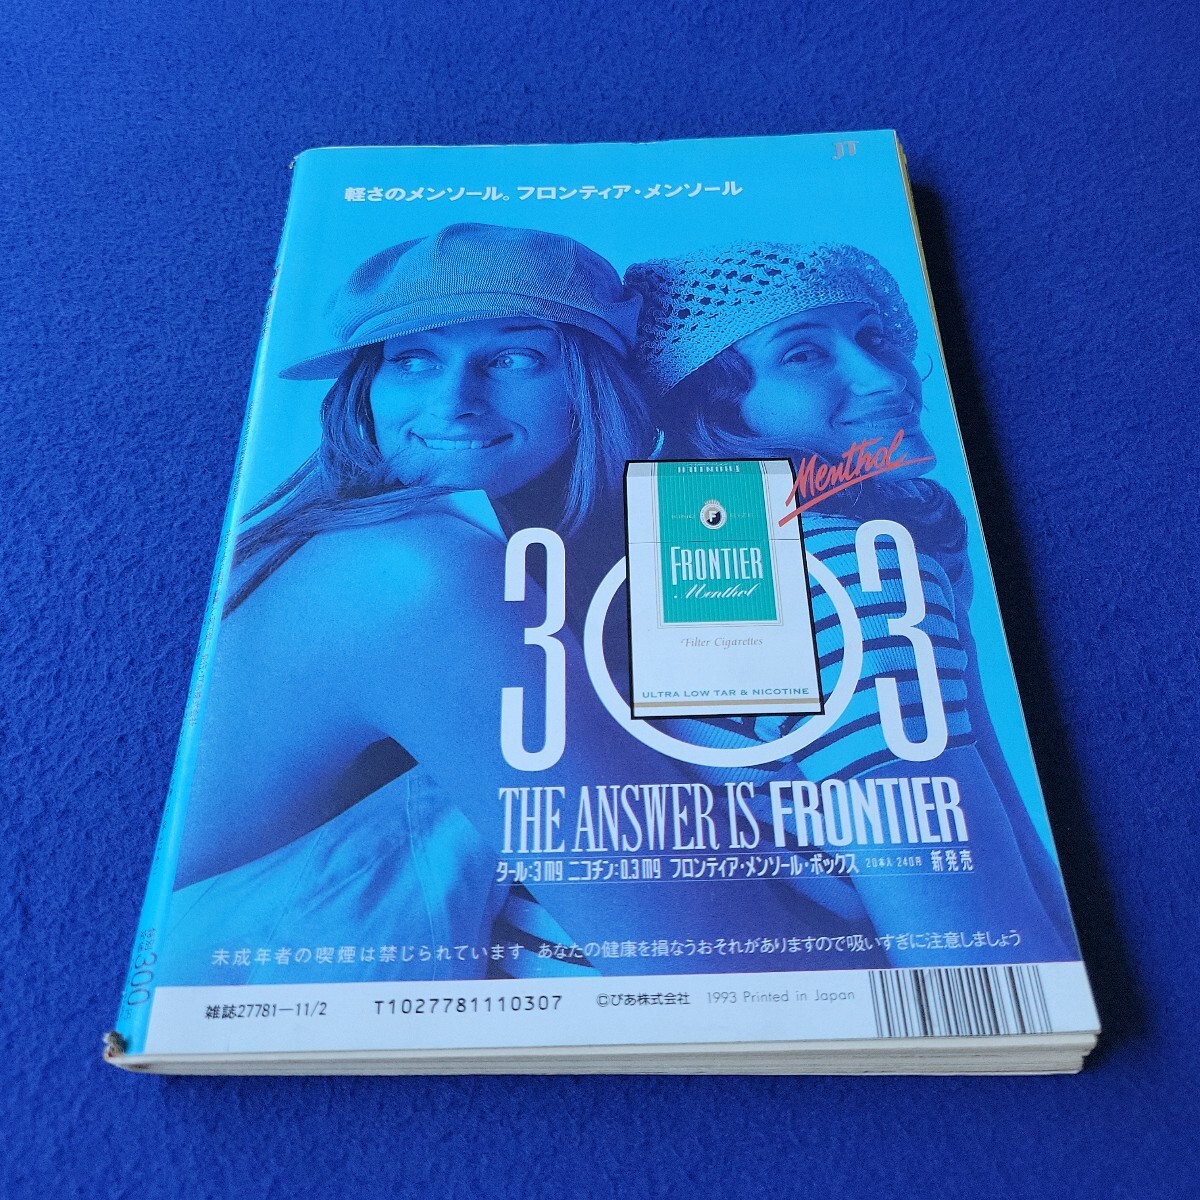 JT
軽さのメンソール。フロンティア・メンソール
Menthol
FRONTIER
F
FRONTIER
Menthol
Filter Cigarettes
ULTRA LOW TAR & NICOTINE
3 3
THE ANSWER IS FRONTIER
タール:3mg ニコチン:0.3mg フロンティア・メンソール・ボックス 20本入 240円 新発売
未成年者の喫煙は禁じられています あなたの健康を損なうおそれがありますので吸いすぎに注意しましょう
雑誌27781-11/2 T1027781110307 ©ぴあ株式会社 1993 Printed in Japan
300